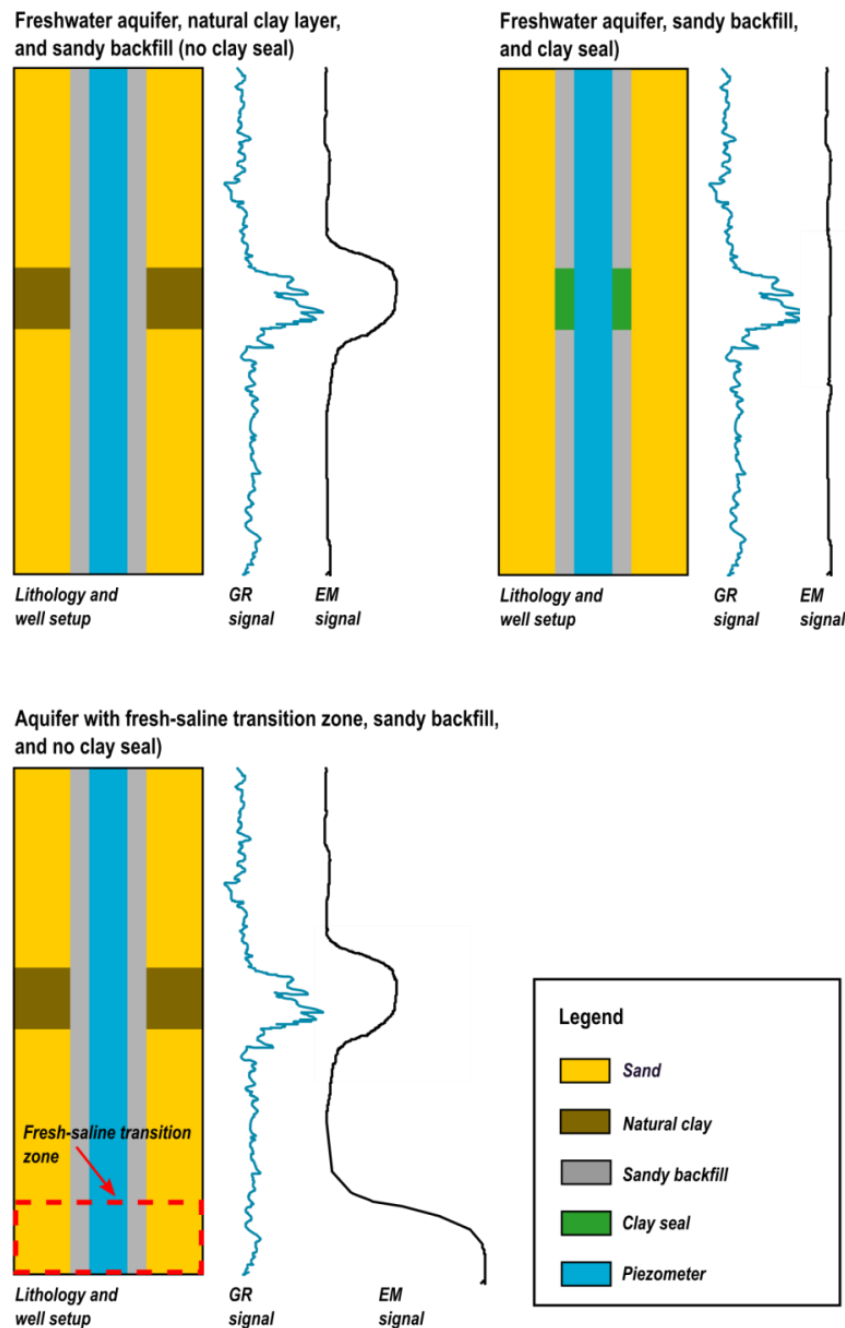 Freshwater aquifer, natural clay layer,
and sandy backfill (no clay seal)
Freshwater aquifer, sandy backfill,
and clay seal)
Lithology and
well setup
GR
signal
EM
signal
Lithology and
well setup
GR
signal
EM
signal
Aquifer with fresh-saline transition zone, sandy backfill,
and no clay seal)
Fresh-saline transition
zone
Lithology and
well setup
GR
signal
EM
signal
Legend
Sand
Natural clay
Sandy backfill
Clay seal
Piezometer